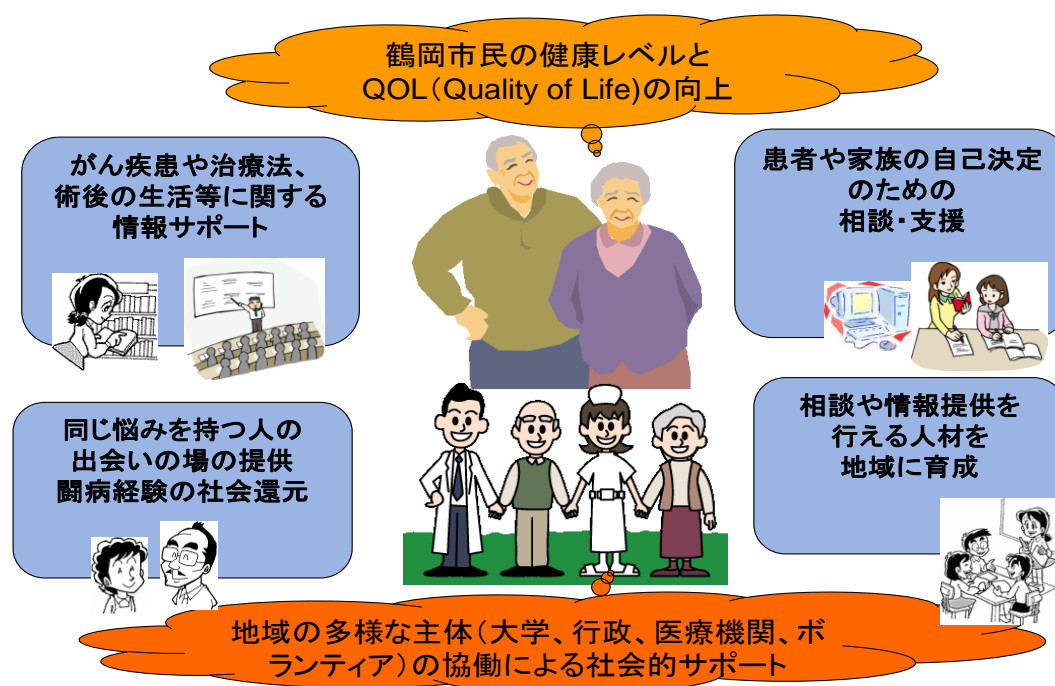 鶴岡市民の健康レベルと
QOL(Quality of Life)の向上
がん疾患や治療法、
術後の生活等に関する
情報サポート
患者や家族の自己決定
のための
相談・支援
同じ悩みを持つ人の
出会いの場の提供
闘病経験の社会還元
相談や情報提供を
行える人材を
地域に育成
地域の多様な主体(大学、行政、医療機関、ボ
ランティア)の協働による社会的サポート